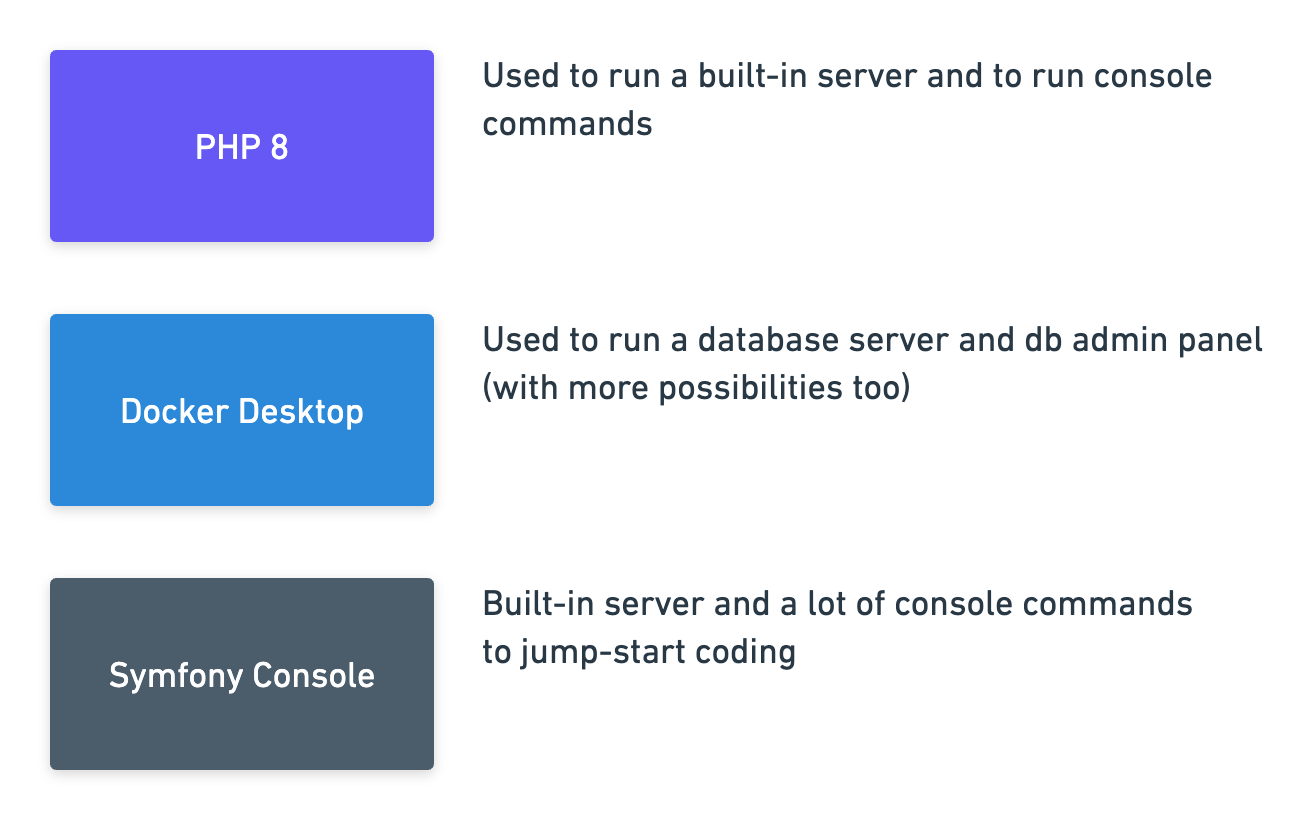 PHP 8
Used to run a built-in server and to run console
commands
Docker Desktop
Used to run a database server and db admin panel
(with more possibilities too)
Symfony Console
Built-in server and a lot of console commands
to jump-start coding